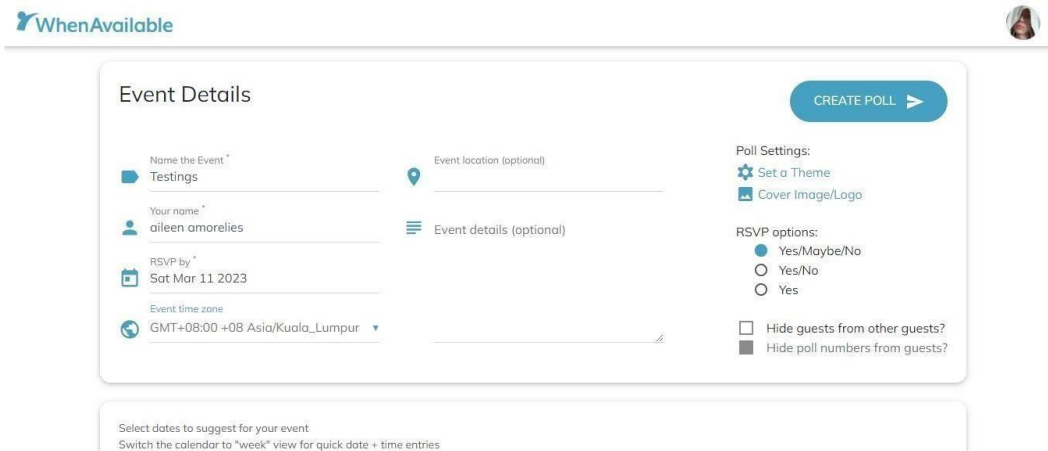 WhenAvailable
Event Details
CREATE POLL
Name the Event *
Testings
Your name *
aileen amorelies
RSVP by *
Sat Mar 11 2023
Event time zone
GMT+08:00 +08 Asia/Kuala_Lumpur
Event location (optional)
Event details (optional)
Poll Settings:
Set a Theme
Cover Image/Logo
RSVP options:
Yes/Maybe/No
Yes/No
Yes
Hide guests from other guests?
Hide poll numbers from guests?
Select dates to suggest for your event
Switch the calendar to "week" view for quick date + time entries